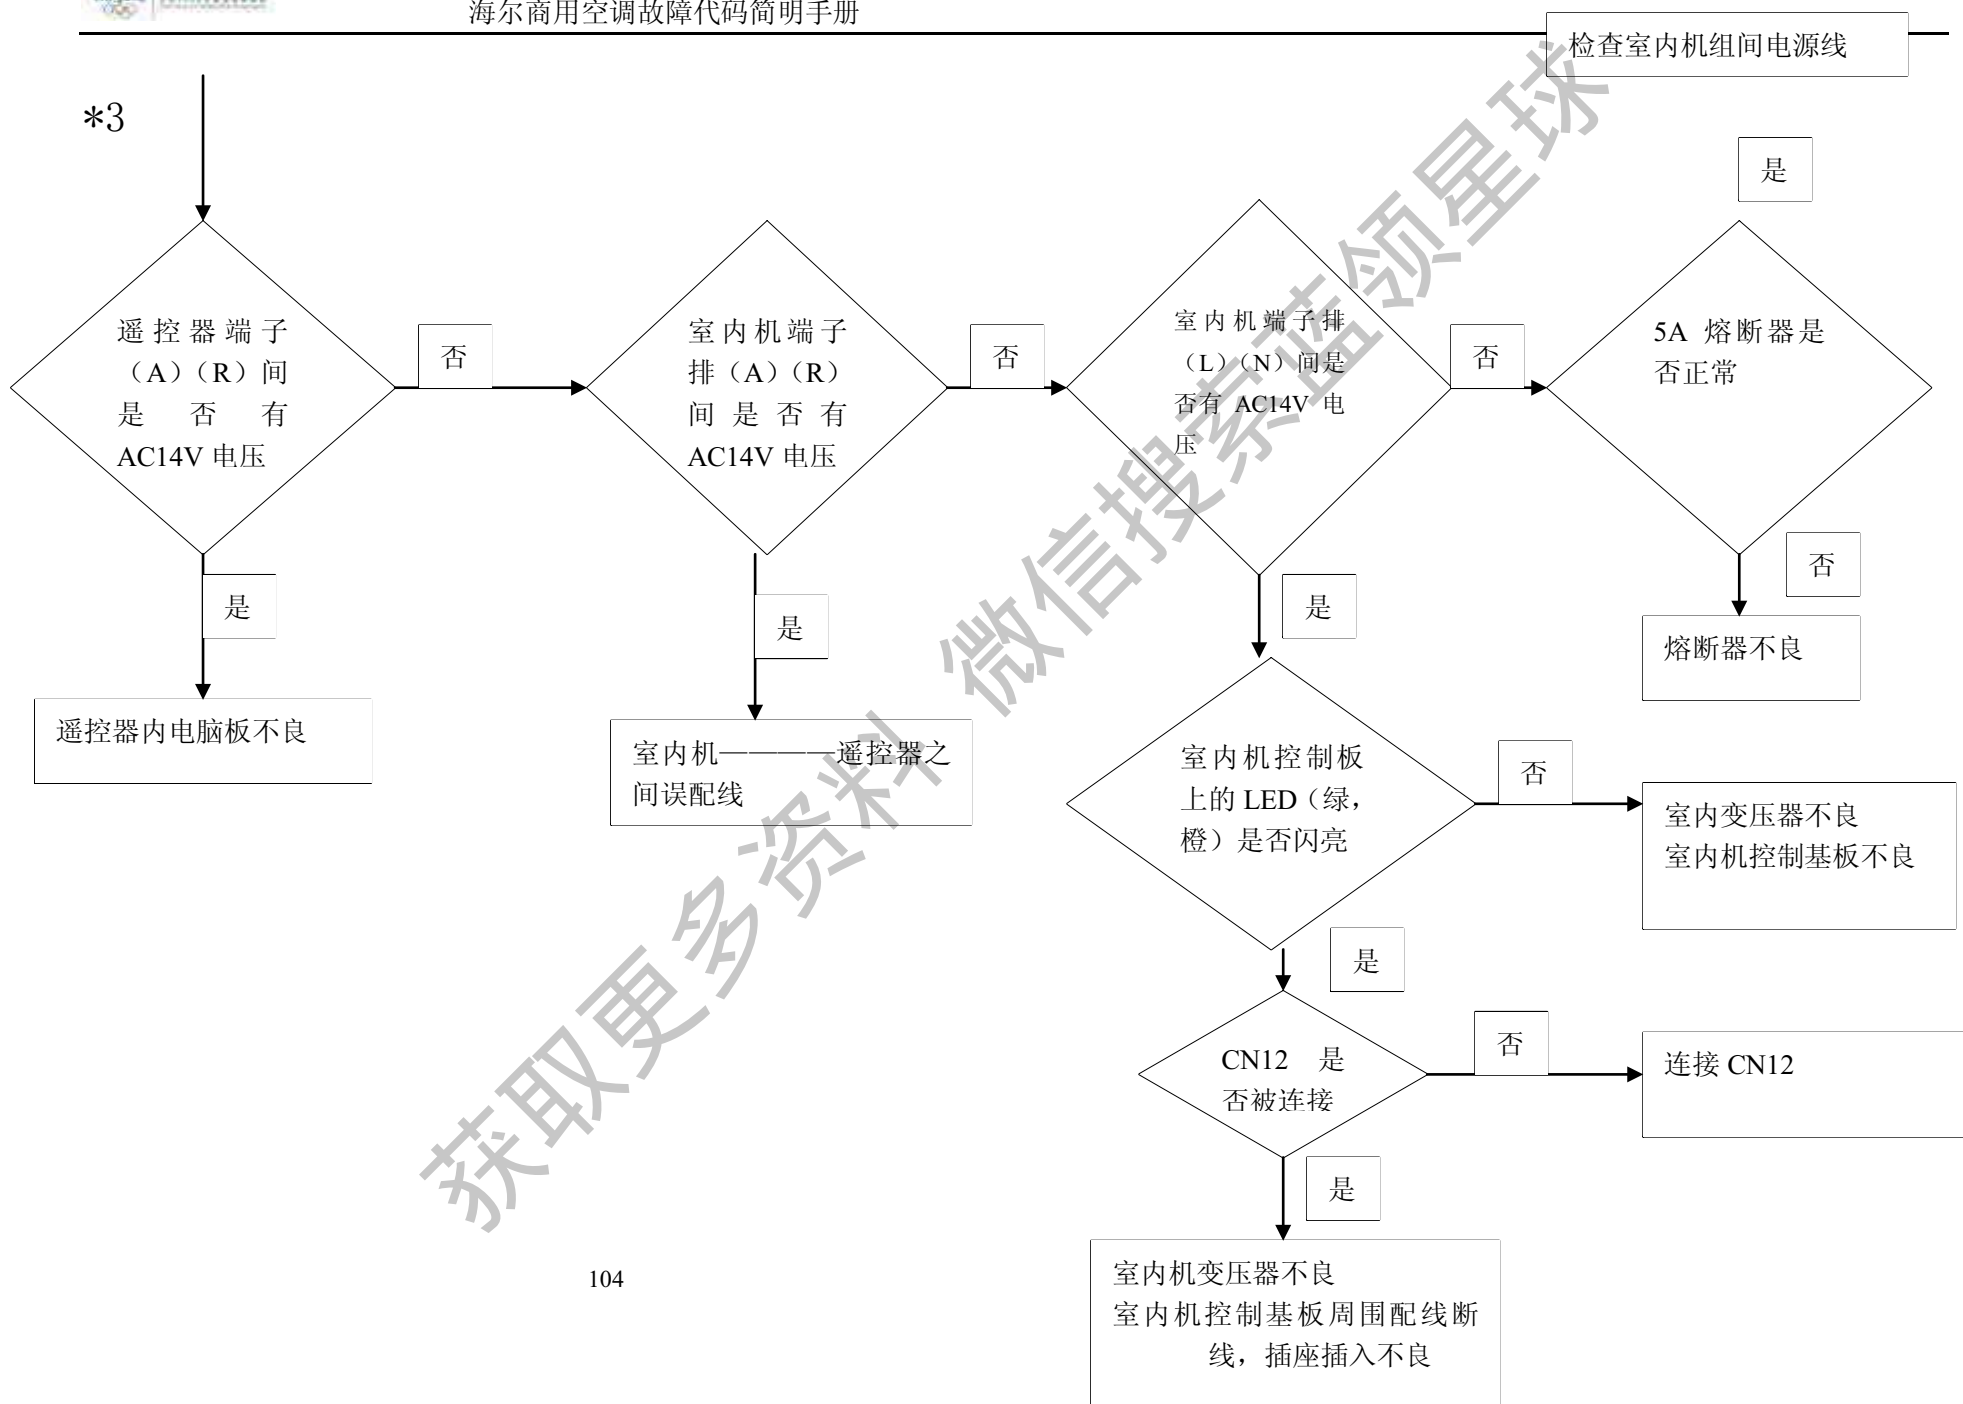 海尔商用空调故障代码简明手册
检查室内机组间电源线
*3
是
遥控器端子
（A）（R）间
是否有
AC14V 电压
否
室内机端子
排（A）（R）
间是否有
AC14V 电压
否
室内机端子排
（L）（N）间是
否有 AC14V 电
压
否
5A 熔断器是
否正常
是
是
是
否
熔断器不良
遥控器内电脑板不良
室内机—————遥控器之
间误配线
室内机控制板
上的 LED（绿，
橙）是否闪亮
否
室内变压器不良
室内机控制基板不良
是
CN12 是
否被连接
否
连接 CN12
是
室内机变压器不良
室内机控制基板周围配线断
线，插座插入不良
104
获取更多资料 微信搜索蓝领星球